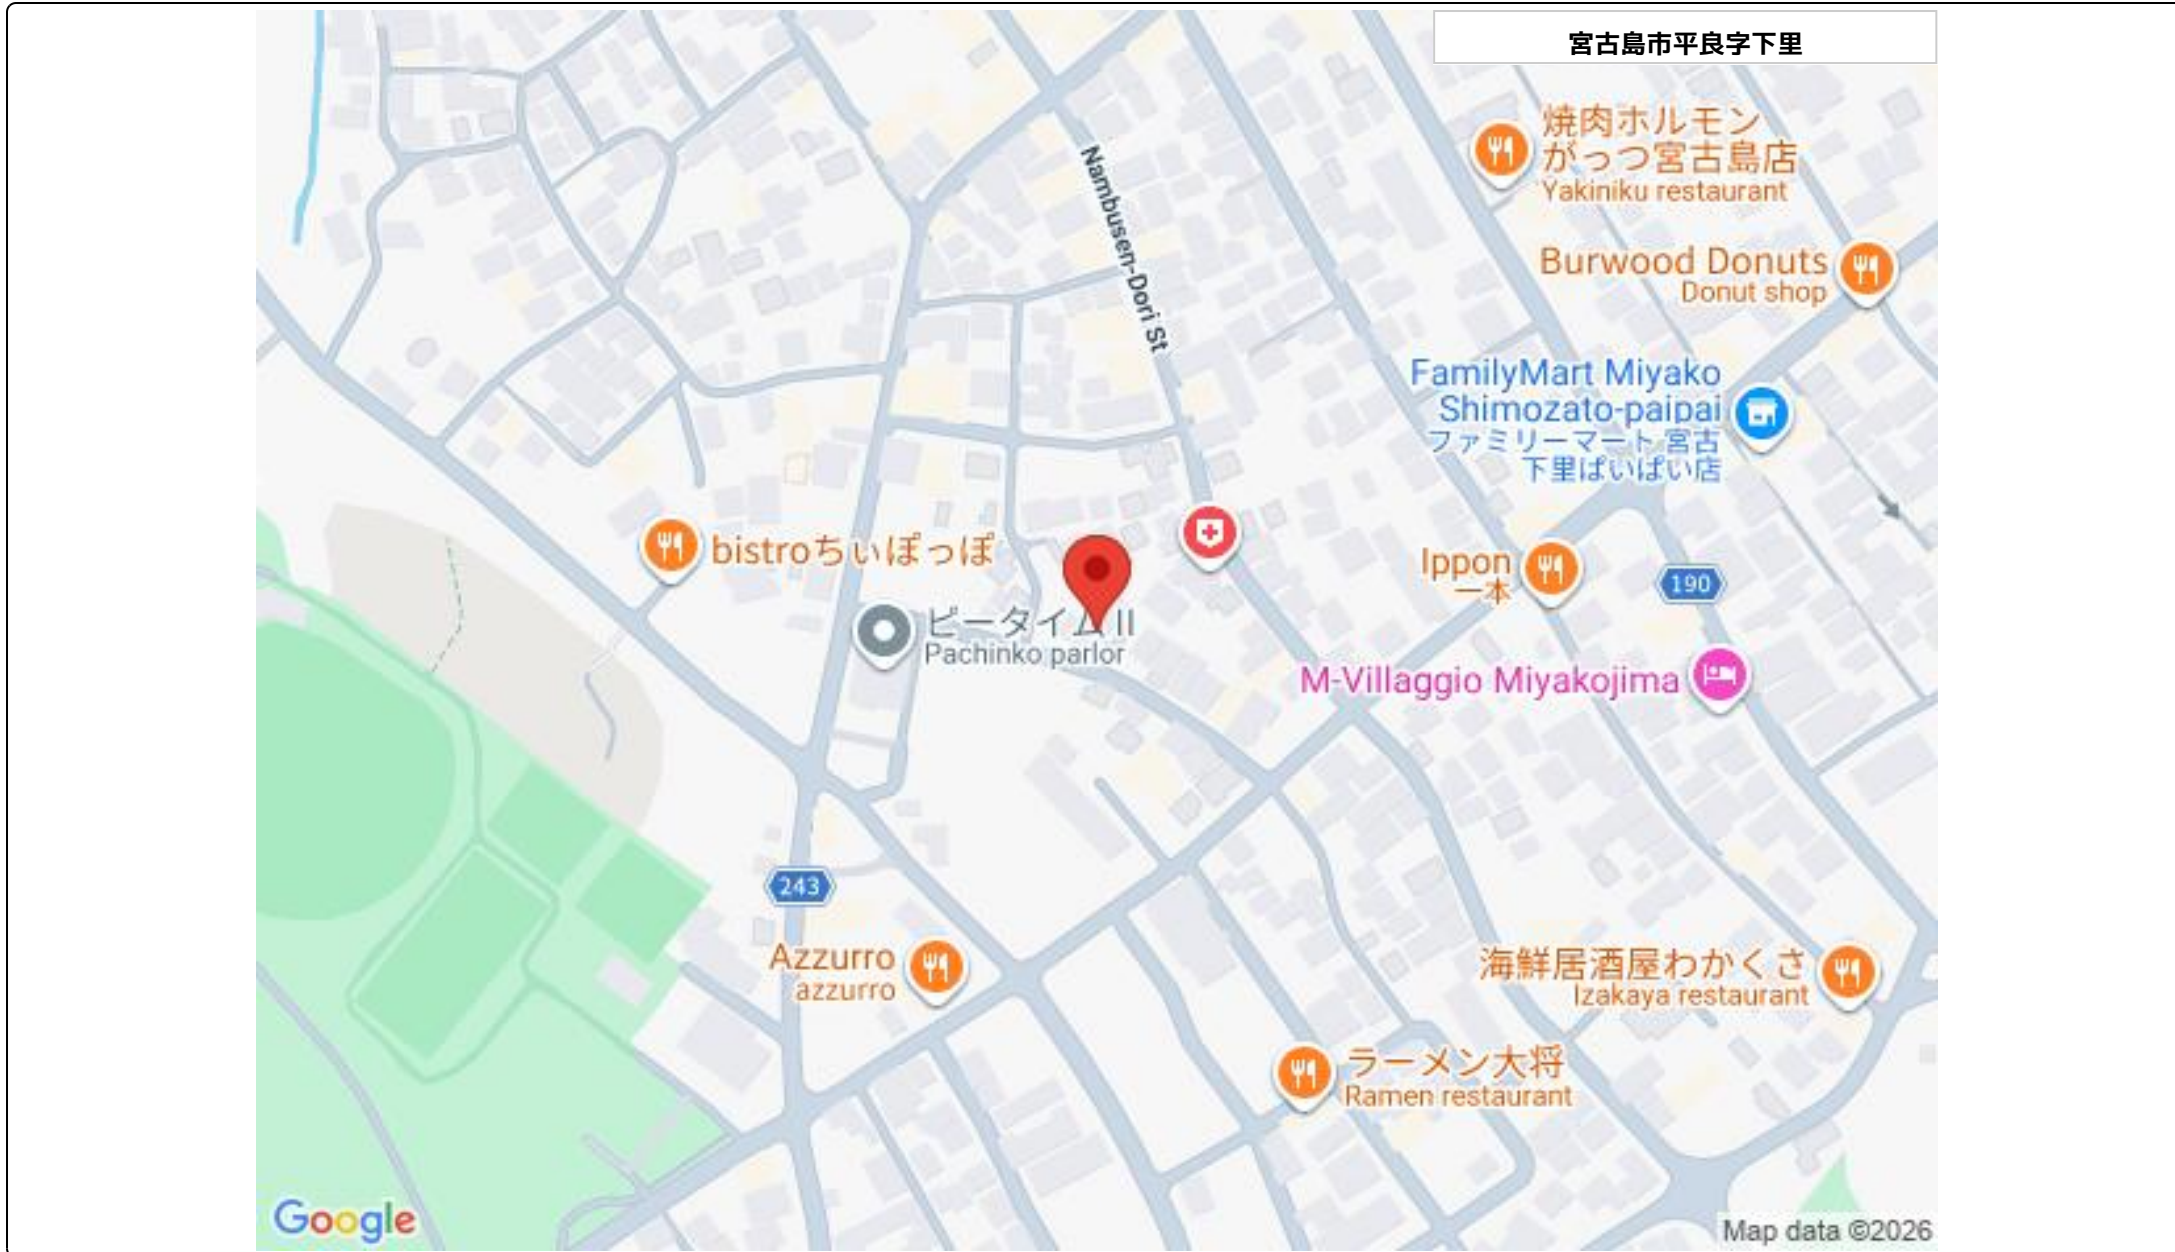 宮古島市平良字下里
焼肉ホルモン
がっつ宮古島店
Yakiniku restaurant
Nambusen-Dori St
Burwood Donuts
Donut shop
FamilyMart Miyako
Shimozato-paipai
ファミリーマート 宮古
下里ぱいぱい店
bistroちぃぽっぽ
Ippon
一本
190
ピータイム II
Pachinko parlor
M-Villaggio Miyakojima
243
Azzurro
azzurro
海鮮居酒屋わかくさ
Izakaya restaurant
ラーメン大将
Ramen restaurant
Google
Map data ©2026